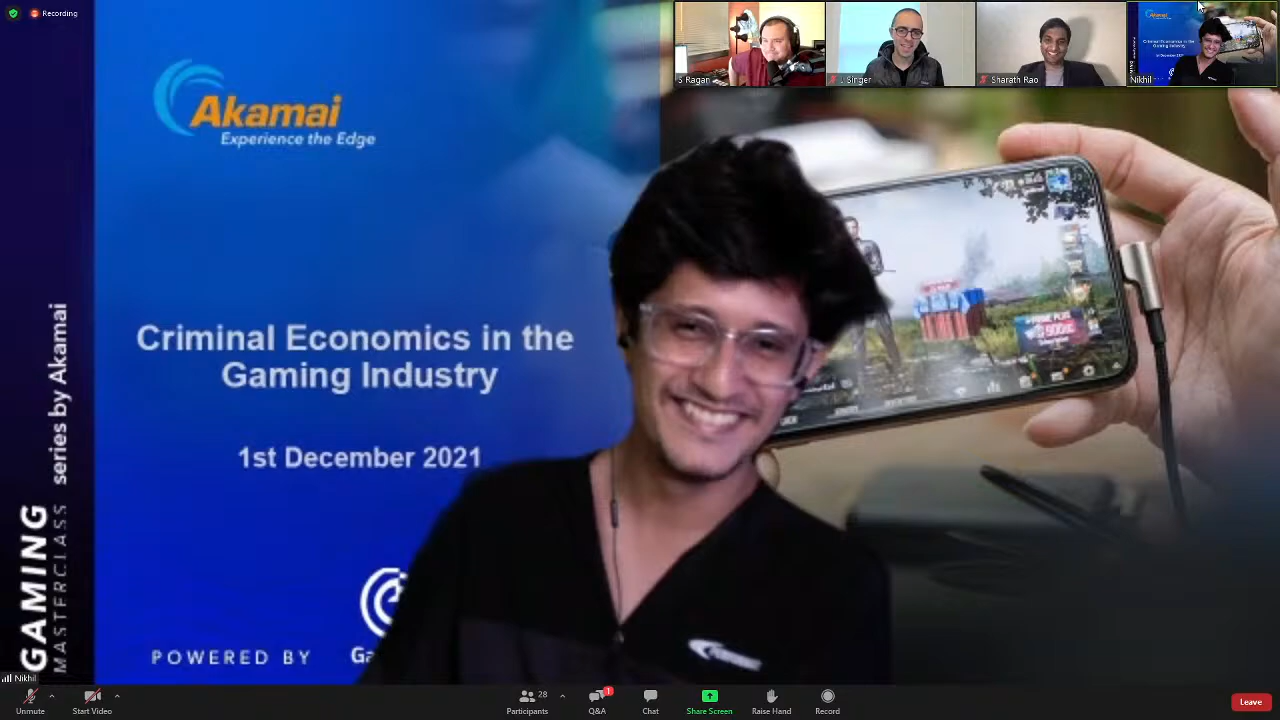 Recording
S Ragan
J Singer
Sharath Rao
Nikhil
Akamai
Experience the Edge
Criminal Economics in the
Gaming Industry
1st December 2021
POWERED BY
Ga
GAMING
MASTERCLASS
series by Akamai
Nikhil
Unmute
Start Video
28
Participants
1
Q&A
Chat
Share Screen
Raise Hand
Record
Leave